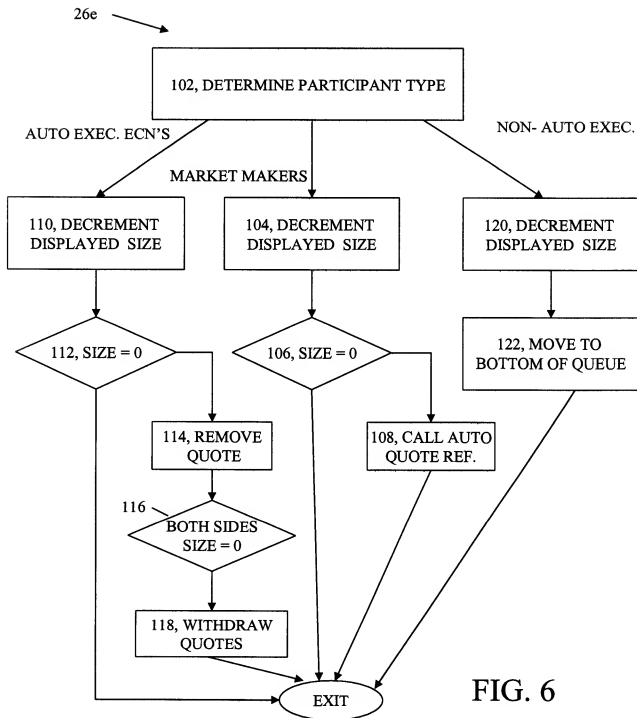 26e
102, DETERMINE PARTICIPANT TYPE
AUTO EXEC. ECN'S
MARKET MAKERS
NON- AUTO EXEC.
110, DECREMENT
DISPLAYED SIZE
104, DECREMENT
DISPLAYED SIZE
120, DECREMENT
DISPLAYED SIZE
112, SIZE = 0
106, SIZE = 0
122, MOVE TO
BOTTOM OF QUEUE
114, REMOVE
QUOTE
108, CALL AUTO
QUOTE REF.
116
BOTH SIDES
SIZE = 0
118, WITHDRAW
QUOTES
EXIT
FIG. 6